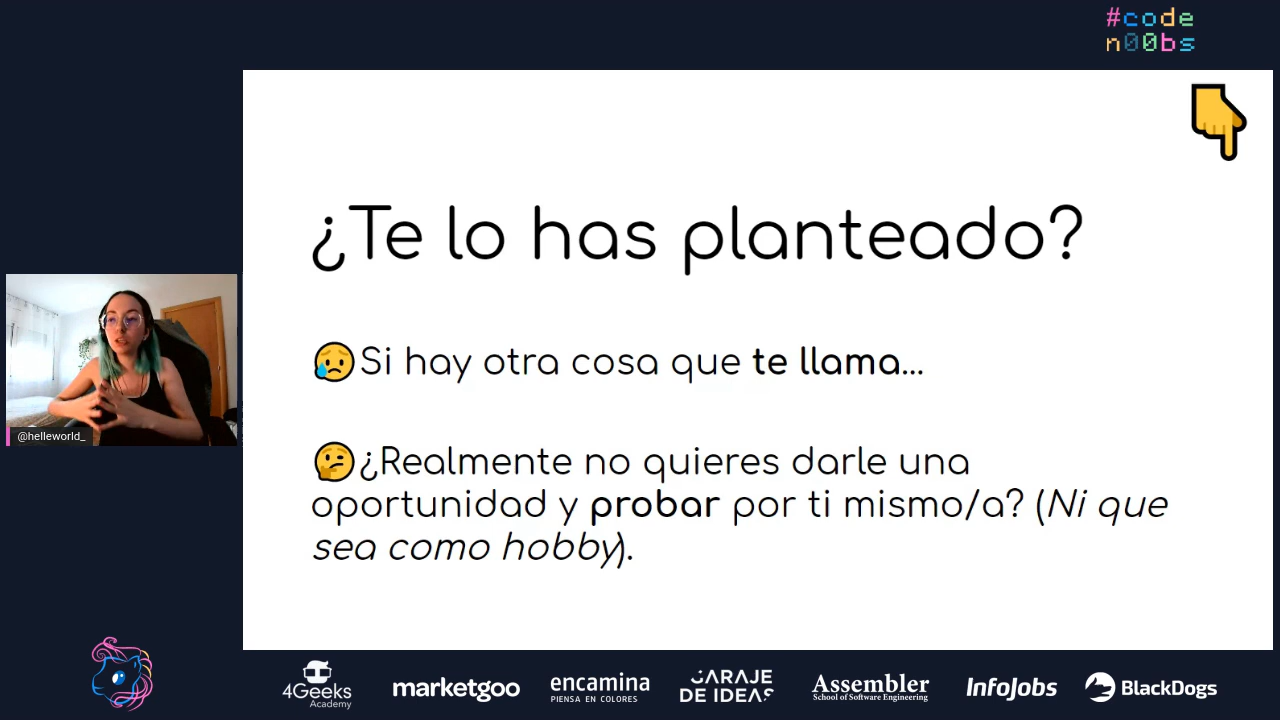 #code
n00bs
¿Te lo has planteado?
Si hay otra cosa que te llama...
¿Realmente no quieres darle una
oportunidad y probar por ti mismo/a? (Ni que
sea como hobby).
@helleworld_
4Geeks
Academy
marketgoo
encamina
PIENSA EN COLORES
GARAJE
DE IDEAS
Assembler
School of Software Engineering
InfoJobs
BlackDogs